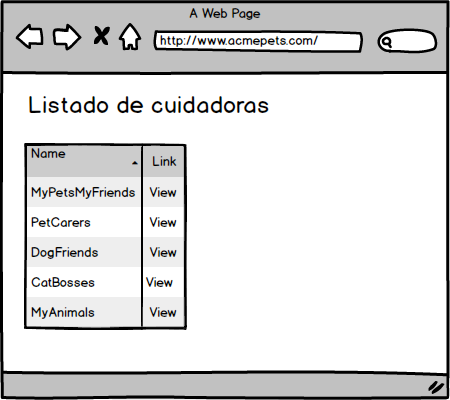 A Web Page
http://www.acmepets.com/
Listado de cuidadoras
Name Link
MyPetsMyFriends View
PetCarers View
DogFriends View
CatBosses View
MyAnimals View